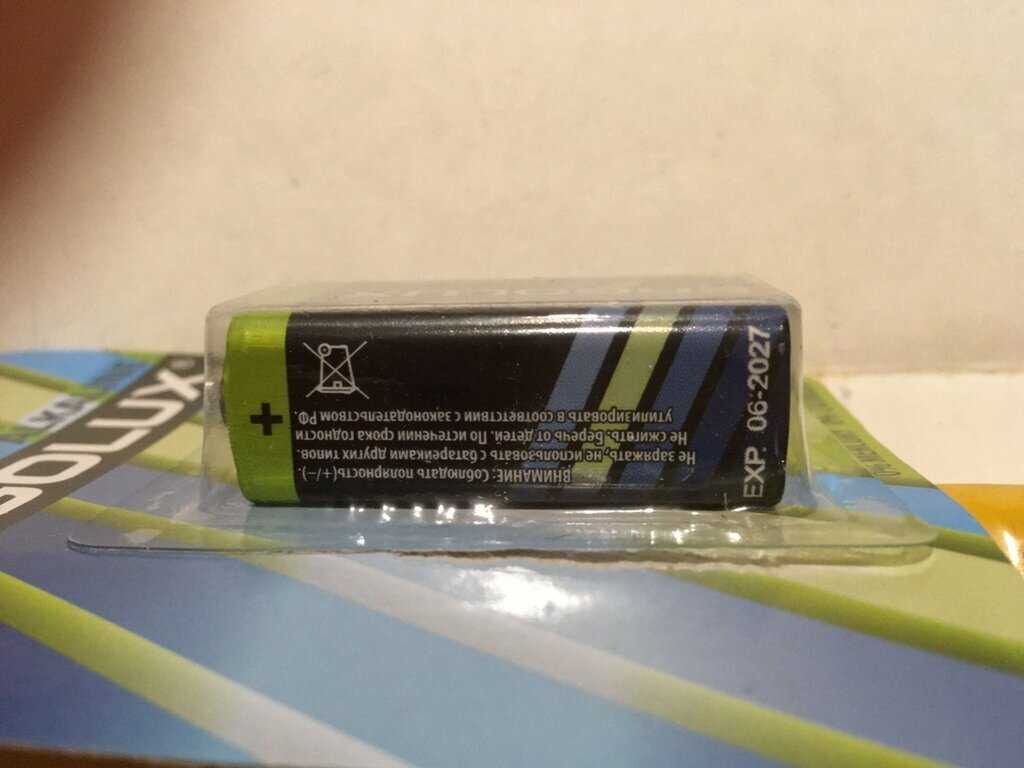 ВНИМАНИЕ: Соблюдать полярность (+/–).
Не заряжать, не использовать с батарейками других типов.
Не сжигать. Беречь от детей. По истечении срока годности
утилизировать в соответствии с законодательством РФ.
+
EXP. 06-2027
OLUX